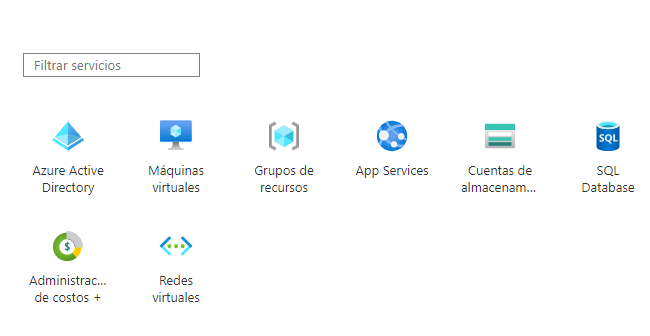 Filtrar servicios
Azure Active
Directory
Máquinas
virtuales
Grupos de
recursos
App Services
Cuentas de
almacenam...
SQL
SQL
Database
Administrac...
de costos +
Redes
virtuales